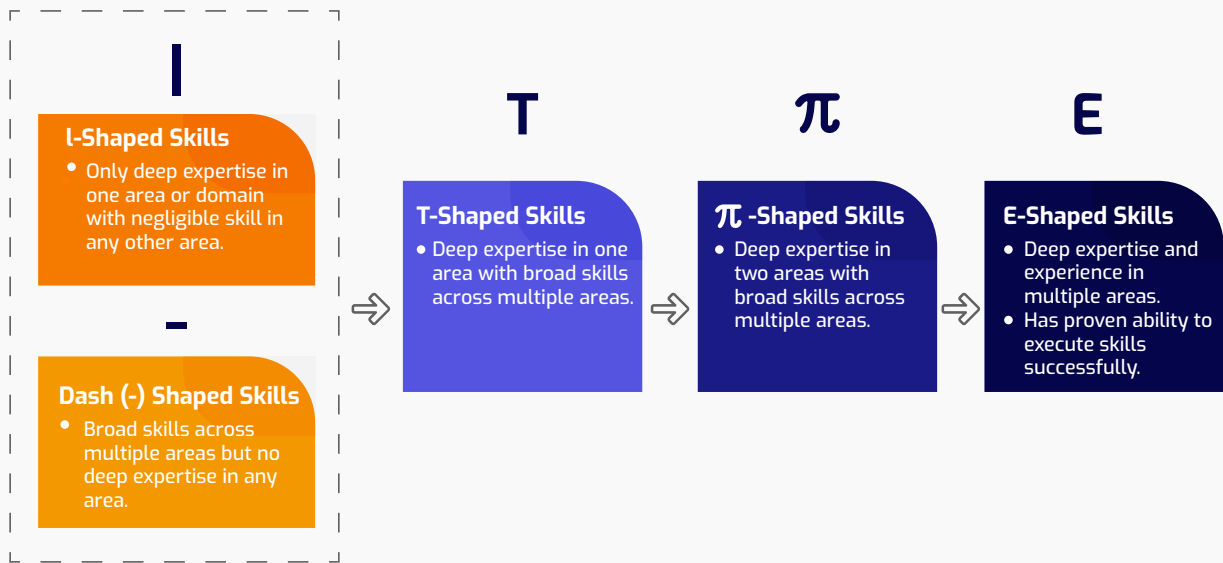 I
I-Shaped Skills
• Only deep expertise in
one area or domain
with negligible skill in
any other area.
-
Dash (-) Shaped Skills
• Broad skills across
multiple areas but no
deep expertise in any
area.
T
T-Shaped Skills
• Deep expertise in one
area with broad skills
across multiple areas.
π
π -Shaped Skills
• Deep expertise in
two areas with
broad skills across
multiple areas.
E
E-Shaped Skills
• Deep expertise and
experience in
multiple areas.
• Has proven ability to
execute skills
successfully.